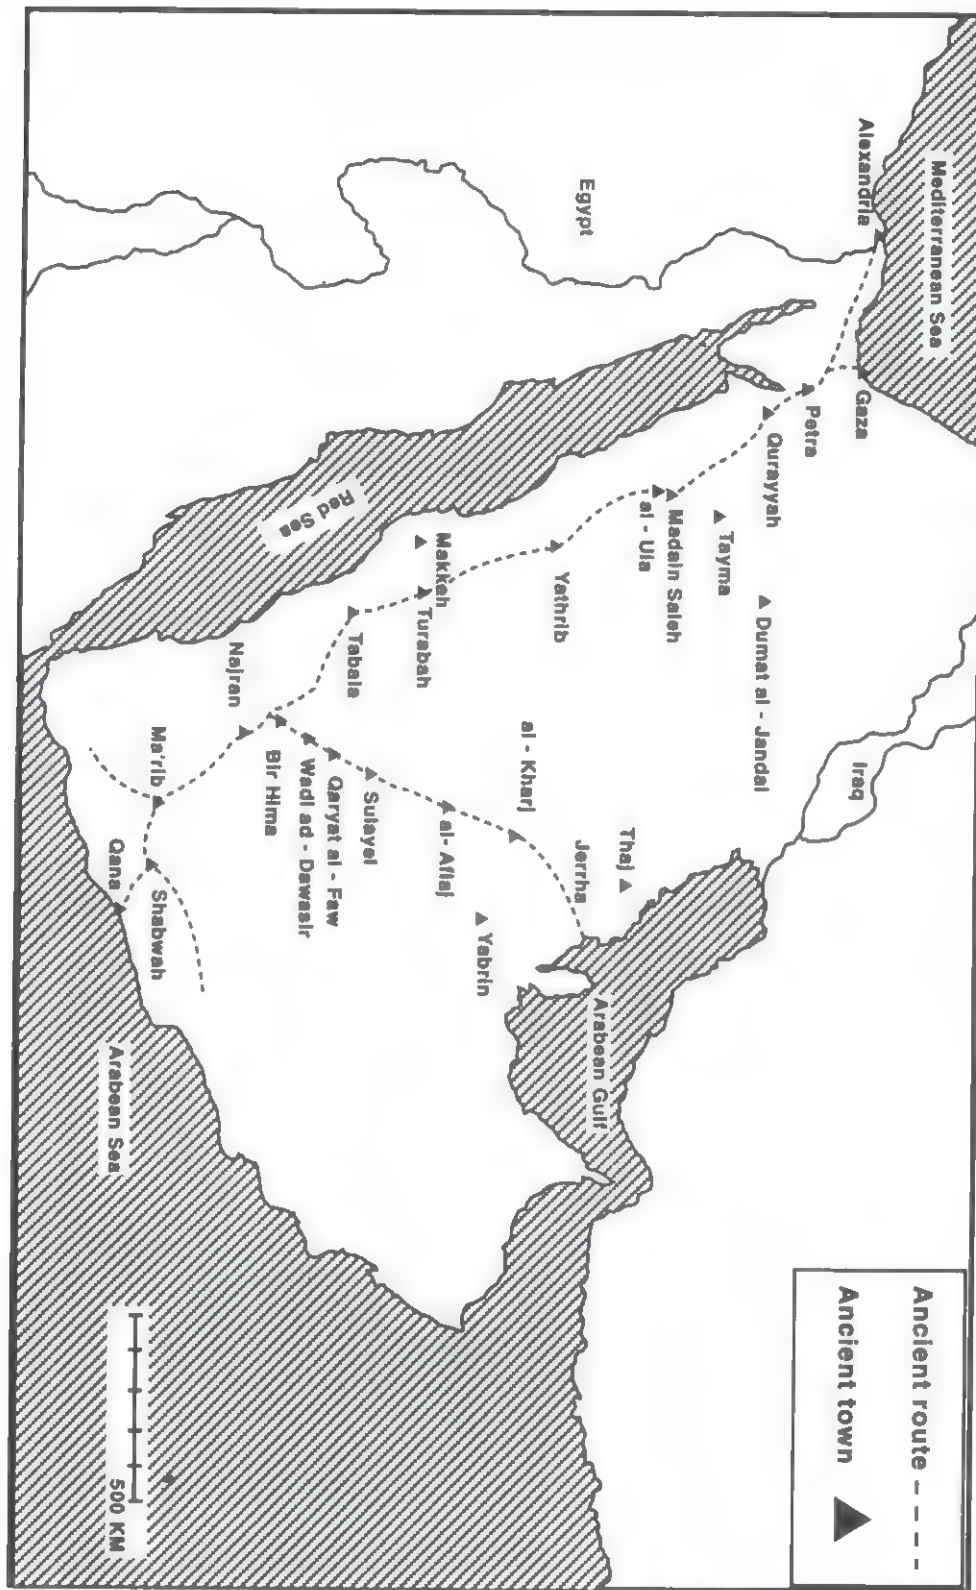 Mediterranean Sea
Alexandria
Gaza
Petra
Qurayyah
Egypt
Tayma
Dumat al - Jandal
Madain Saleh
al - Ula
Iraq
Yathrib
Red Sea
Makkeh
Turabah
Tabala
Thaj
Jerrha
al - Kharj
al - Aflaj
Yabrin
Arabean Gulf
Sulayel
Qaryat al - Faw
Wadi ad - Dawasir
Bir Hima
Najran
Ma'rib
Shabwah
Qana
Arabean Sea
Ancient route
Ancient town
500 KM